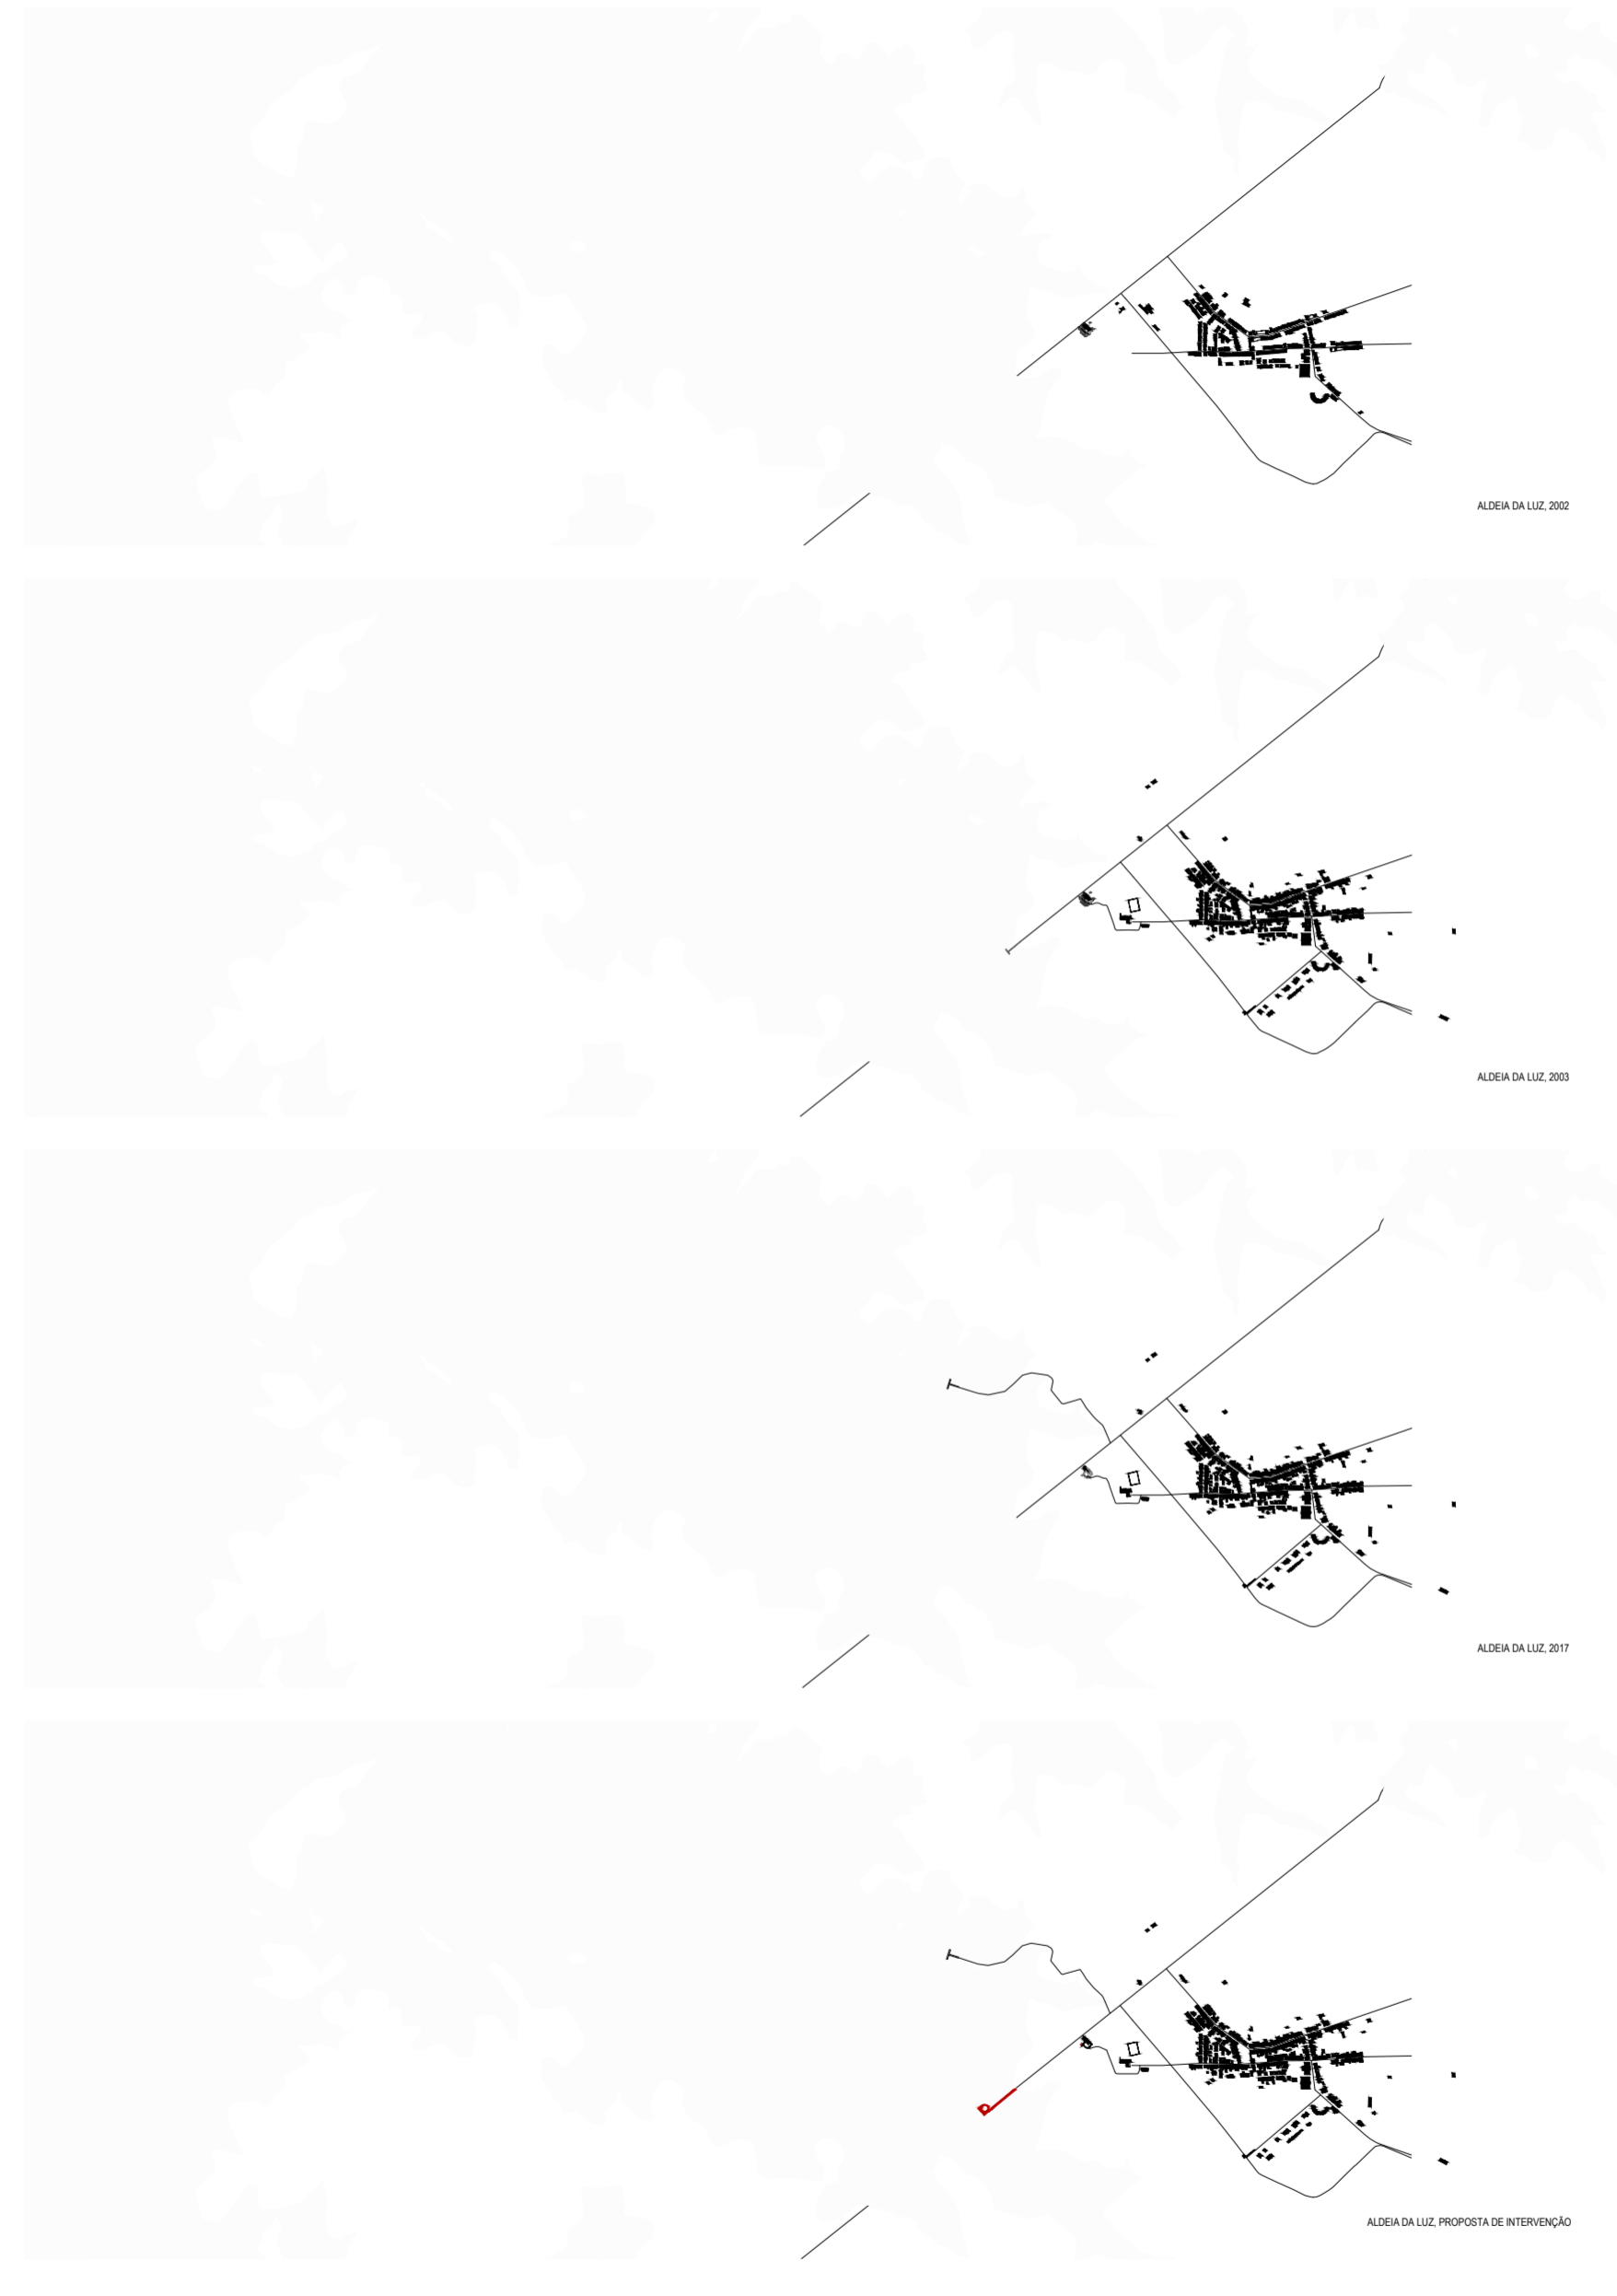 ALDEIA DA LUZ, 2002
ALDEIA DA LUZ, 2003
ALDEIA DA LUZ, 2017
ALDEIA DA LUZ, PROPOSTA DE INTERVENÇÃO